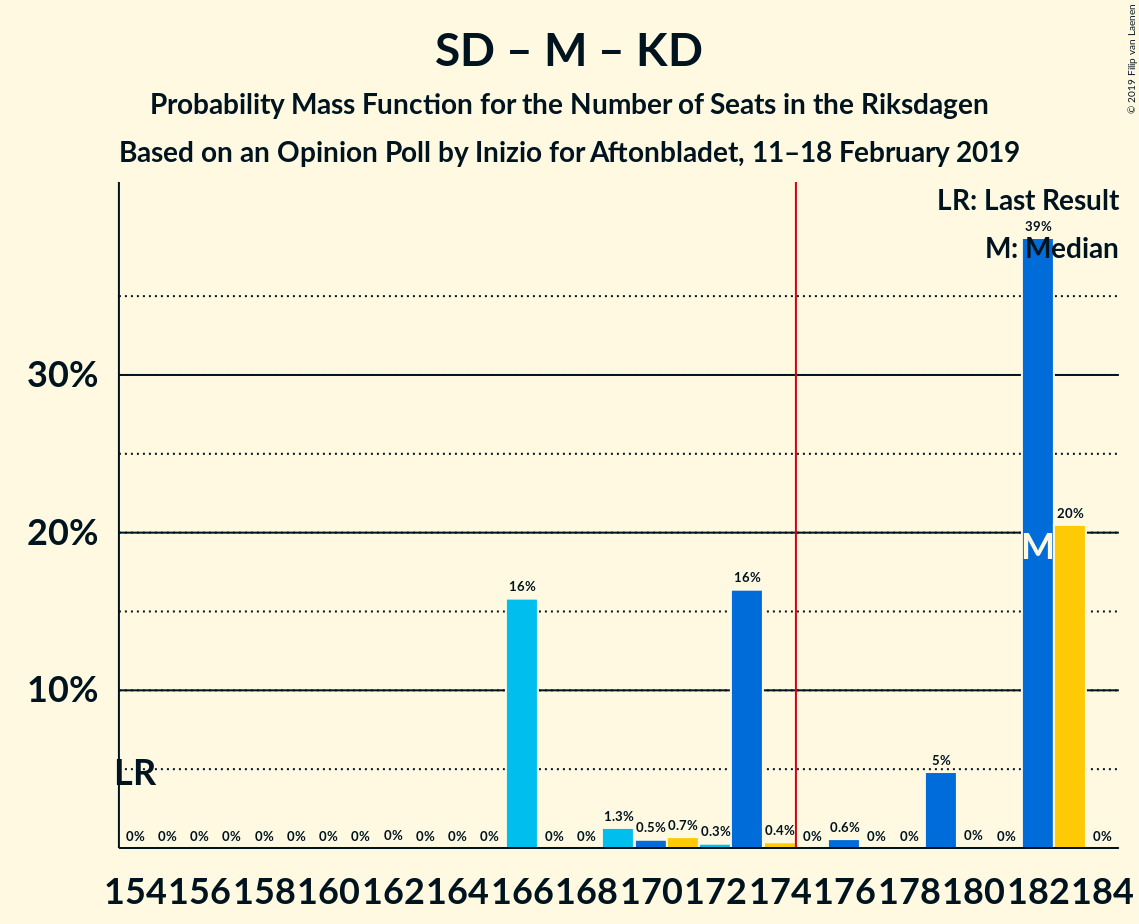 SD – M – KD
Probability Mass Function for the Number of Seats in the Riksdagen
Based on an Opinion Poll by Inizio for Aftonbladet, 11–18 February 2019
© 2019 Filip van Laenen
LR: Last Result
M: Median
39%
30%
20%
20%
M
16%
16%
10%
LR
5%
0% 0% 0% 0% 0% 0% 0% 0% 0% 0% 0% 0% 0% 0% 1.3% 0.5% 0.7% 0.3% 0.4% 0% 0.6% 0% 0% 0% 0% 0%
154 156 158 160 162 164 166 168 170 172 174 176 178 180 182 184